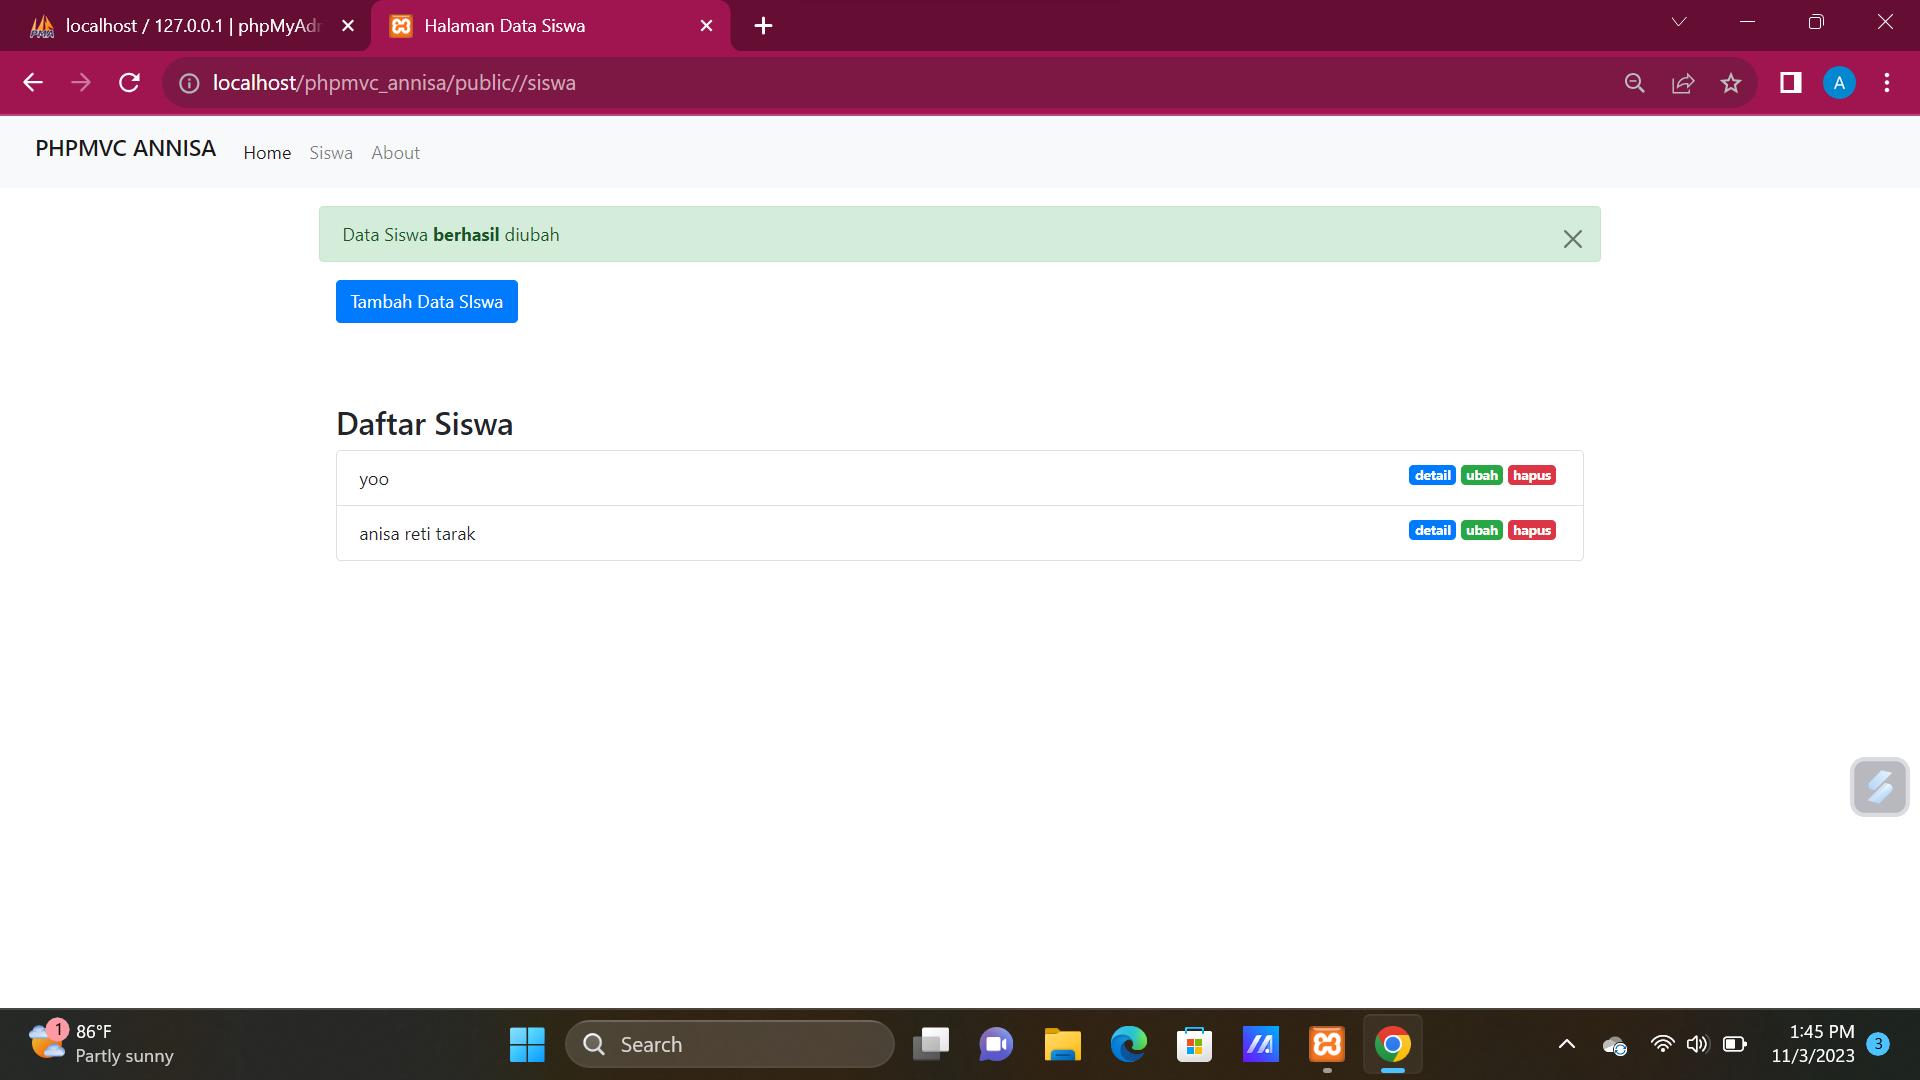 localhost / 127.0.0.1 | phpMyAdr
Halaman Data Siswa
localhost/phpmvc_annisa/public//siswa
A
PHPMVC ANNISA
Home
Siswa
About
Data Siswa berhasil diubah
Tambah Data SIswa
Daftar Siswa
yoo
detail ubah hapus
anisa reti tarak
detail ubah hapus
1
86°F
Partly sunny
Search
1:45 PM
11/3/2023
3